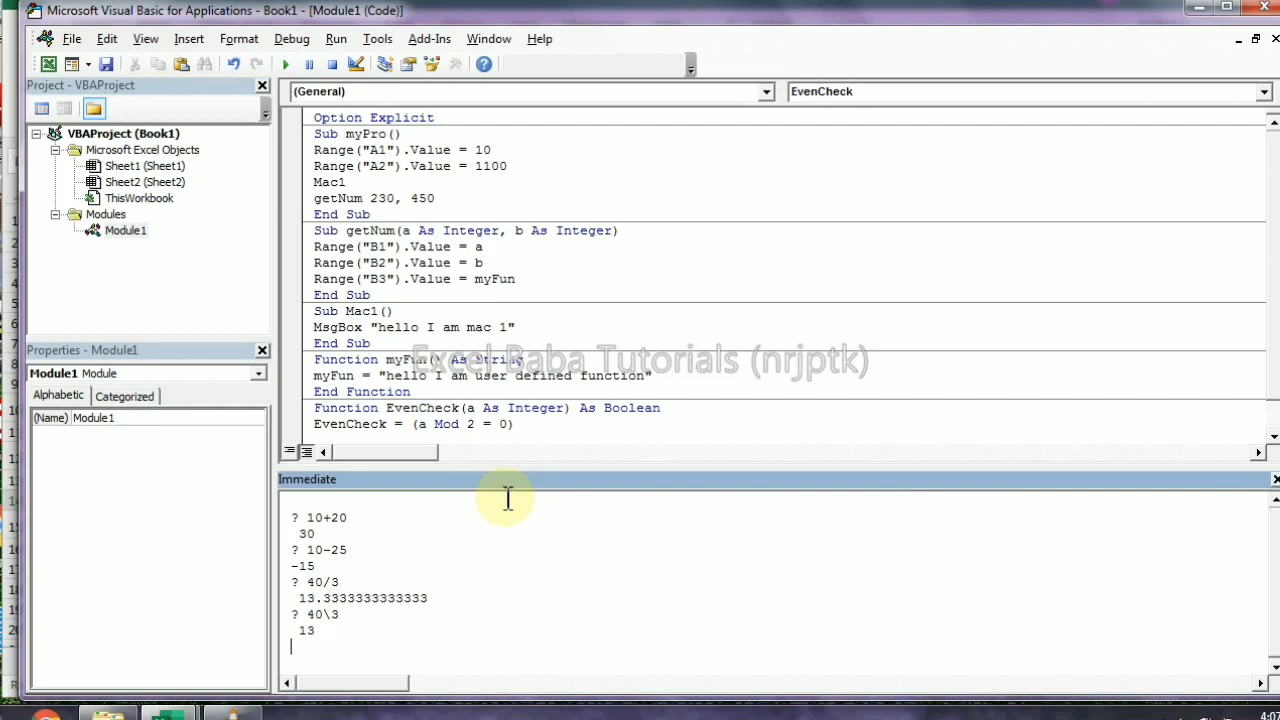 Microsoft Visual Basic for Applications - Book1 - [Module1 (Code)]
File Edit View Insert Format Debug Run Tools Add-Ins Window Help
Project - VBAProject
(General) EvenCheck
VBAProject (Book1)
Microsoft Excel Objects
Sheet1 (Sheet1)
Sheet2 (Sheet2)
ThisWorkbook
Modules
Module1
Properties - Module1
Module1 Module
Alphabetic Categorized
(Name) Module1
Option Explicit
Sub myPro()
Range("A1").Value = 10
Range("A2").Value = 1100
Mac1
getNum 230, 450
End Sub
Sub getNum(a As Integer, b As Integer)
Range("B1").Value = a
Range("B2").Value = b
Range("B3").Value = myFun
End Sub
Sub Mac1()
MsgBox "hello I am mac 1"
End Sub
Function myFun() As String
myFun = "hello I am user defined function"
End Function
Function EvenCheck(a As Integer) As Boolean
EvenCheck = (a Mod 2 = 0)
Excel Baba Tutorials (nrjptk)
Immediate
? 10+20
30
? 10-25
-15
? 40/3
13.3333333333333
? 40\3
13